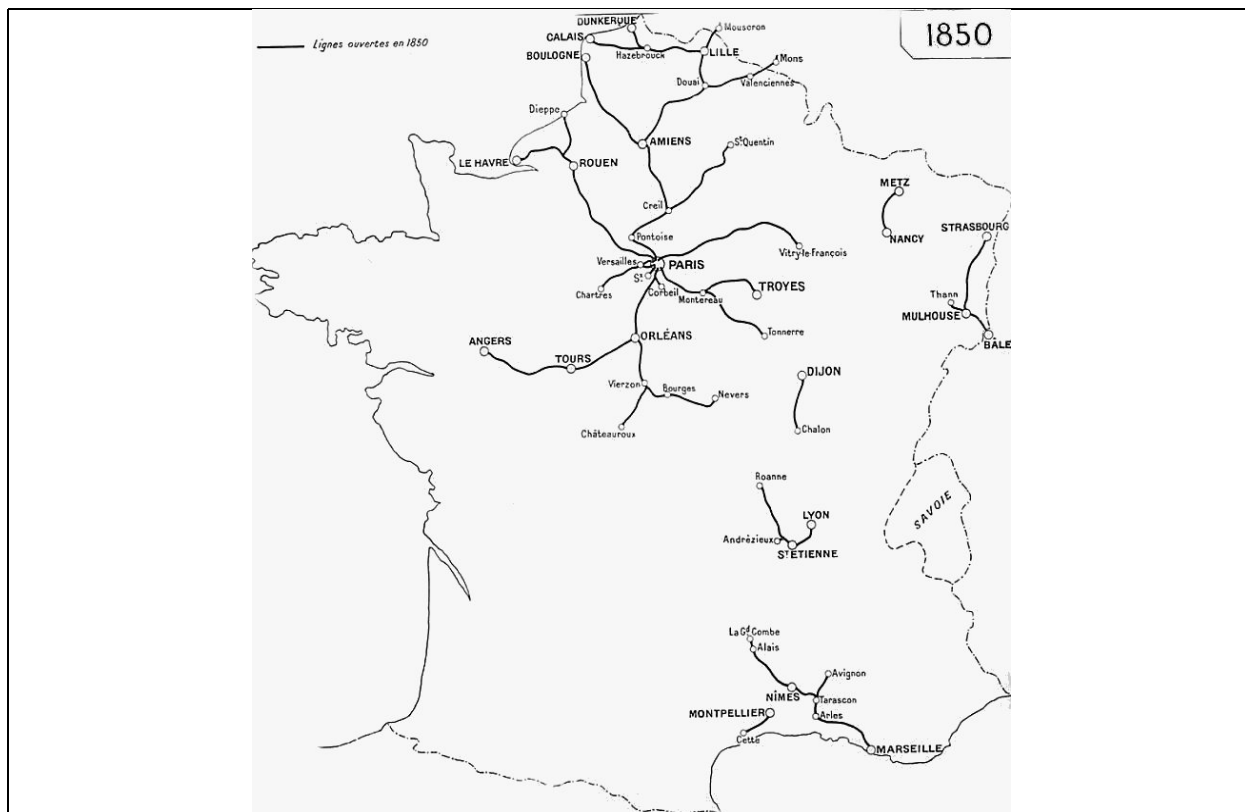 Lignes ouvertes en 1850
1850
DUNKERQUE
Mouscron
CALAIS
LILLE
BOULOGNE
Hazebrouck
Mons
Douai
Valenciennes
Dieppe
AMIENS
St Quentin
LE HAVRE
ROUEN
METZ
Creil
Pontoise
NANCY
STRASBOURG
Versailles
PARIS
Vitry-le-François
St
Chartres
Corbeil
Montereau
TROYES
Thann
MULHOUSE
Tonnerre
BALE
ORLÉANS
ANGERS
TOURS
DIJON
Vierzon
Bourges
Nevers
Châteauroux
Chalon
Roanne
SAVOIE
LYON
Andrézieux
St ETIENNE
La Gd Combe
Alais
Avignon
NÎMES
Tarascon
MONTPELLIER
Arles
Cette
MARSEILLE